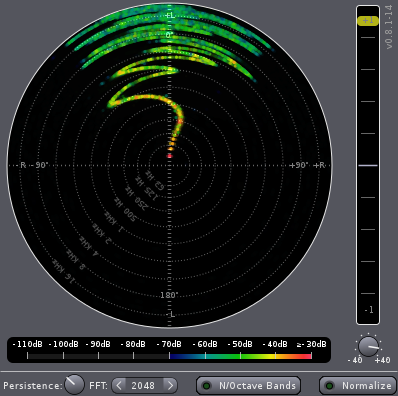 +L
0°
+1
v0.8.1-14
-R -90°
+90° +R
63 Hz
125 Hz
250 Hz
500 Hz
1 KHz
2 KHz
4 KHz
8 KHz
16 KHz
180°
-L
-1
-110dB -100dB -90dB -80dB -70dB -60dB -50dB -40dB ≥-30dB
-40 +40
Persistence: FFT: < 2048 > N/Octave Bands Normalize